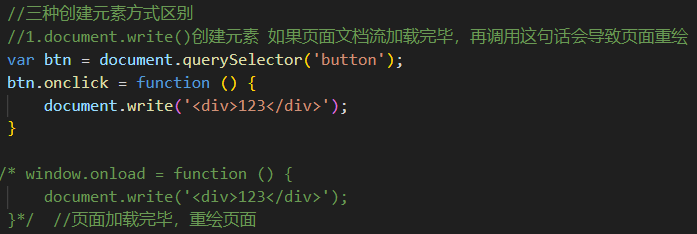 //三种创建元素方式区别
//1.document.write()创建元素 如果页面文档流加载完毕，再调用这句话会导致页面重绘
var btn = document.querySelector('button');
btn.onclick = function () {
    document.write('<div>123</div>');
}
/* window.onload = function () {
    document.write('<div>123</div>');
}*/  //页面加载完毕，重绘页面